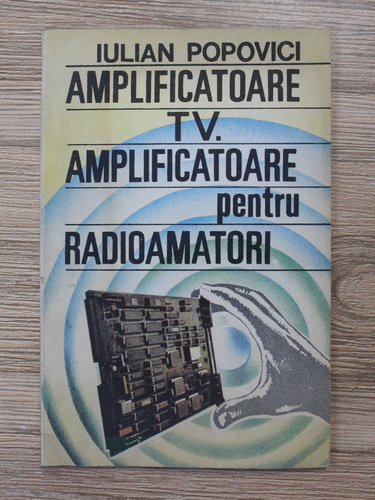 IULIAN POPOVICI
AMPLIFICATOARE
TV.
AMPLIFICATOARE
pentru
RADIOAMATORI